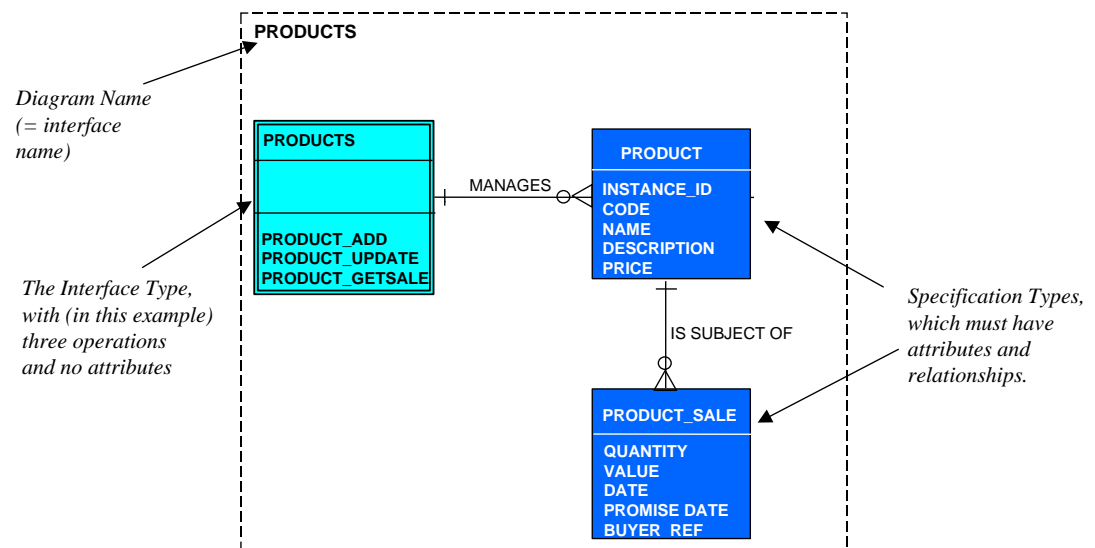 PRODUCTS
Diagram Name
(= interface
name)
PRODUCTS
PRODUCT_ADD
PRODUCT_UPDATE
PRODUCT_GETSALE
MANAGES
PRODUCT
INSTANCE_ID
CODE
NAME
DESCRIPTION
PRICE
The Interface Type,
with (in this example)
three operations
and no attributes
Specification Types,
which must have
attributes and
relationships.
IS SUBJECT OF
PRODUCT_SALE
QUANTITY
VALUE
DATE
PROMISE DATE
BUYER_REF